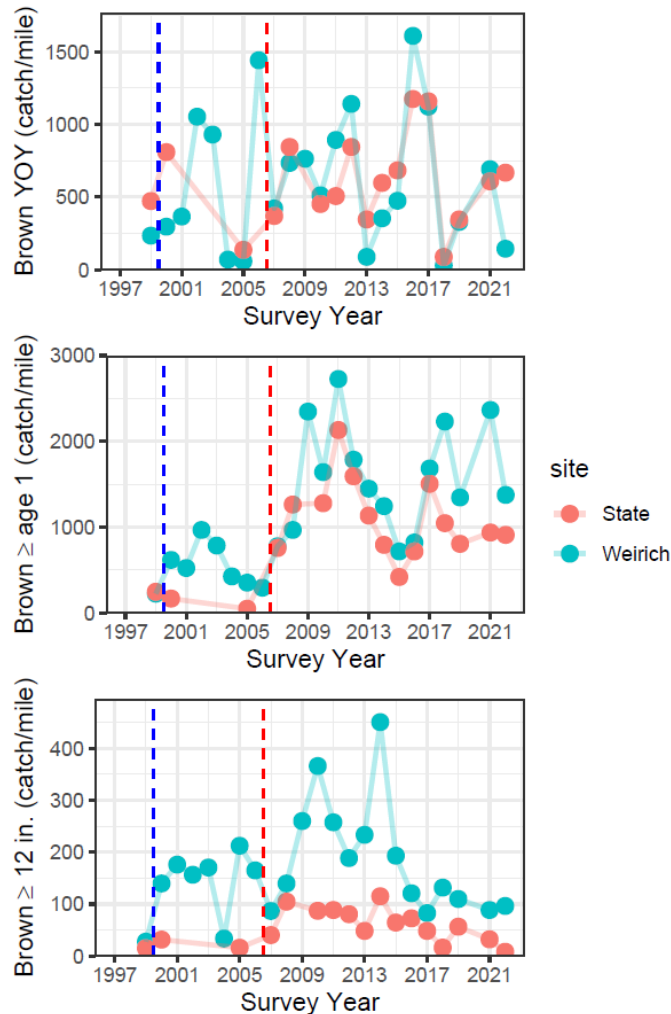 Brown YOY (catch/mile)
1500
1000
500
0
1997 2001 2005 2009 2013 2017 2021
Survey Year
Brown ≥ age 1 (catch/mile)
3000
2000
1000
0
1997 2001 2005 2009 2013 2017 2021
Survey Year
site
State
Weirich
Brown ≥ 12 in. (catch/mile)
400
300
200
100
0
1997 2001 2005 2009 2013 2017 2021
Survey Year